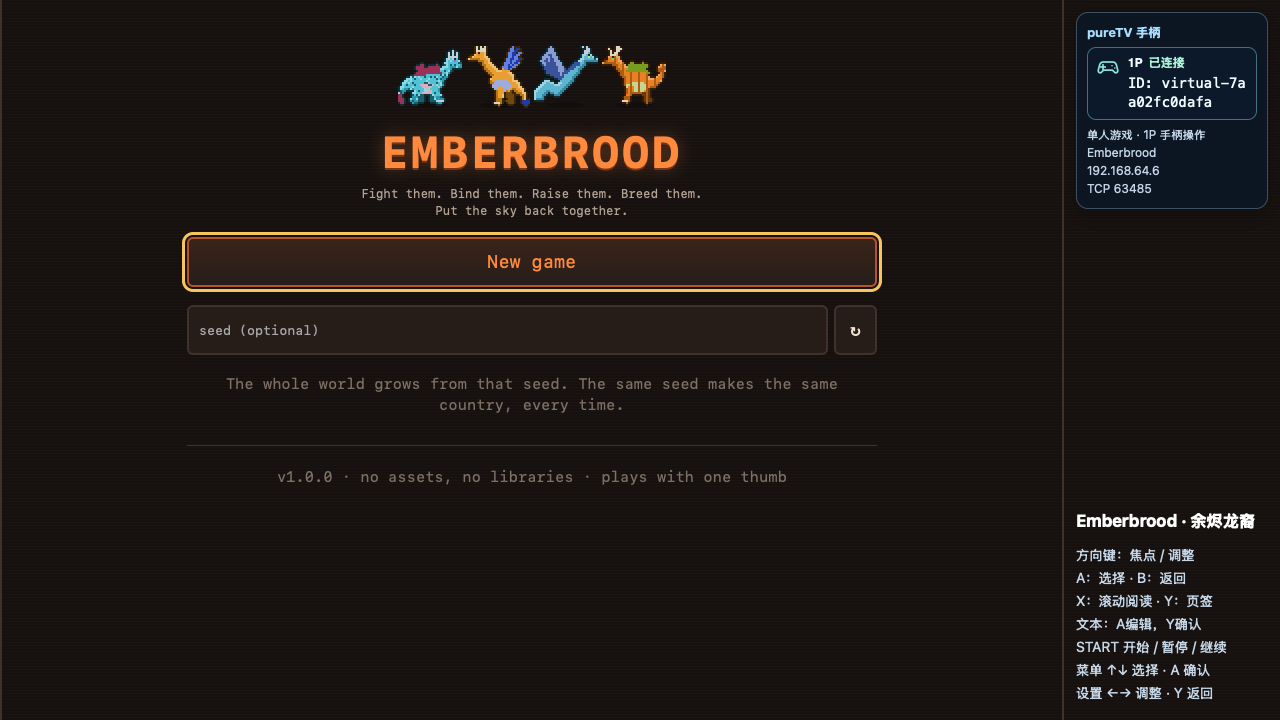 EMBERBROOD
Fight them. Bind them. Raise them. Breed them.
Put the sky back together.
New game
seed (optional)
↻
The whole world grows from that seed. The same seed makes the same
country, every time.
v1.0.0 · no assets, no libraries · plays with one thumb
pureTV 手柄
1P 已连接
ID: virtual-7a
a02fc0dafa
单人游戏 · 1P 手柄操作
Emberbrood
192.168.64.6
TCP 63485
Emberbrood · 余烬龙裔
方向键：焦点 / 调整
A：选择 · B：返回
X：滚动阅读 · Y：页签
文本：A编辑，Y确认
START 开始 / 暂停 / 继续
菜单 ↑↓ 选择 · A 确认
设置 ←→ 调整 · Y 返回